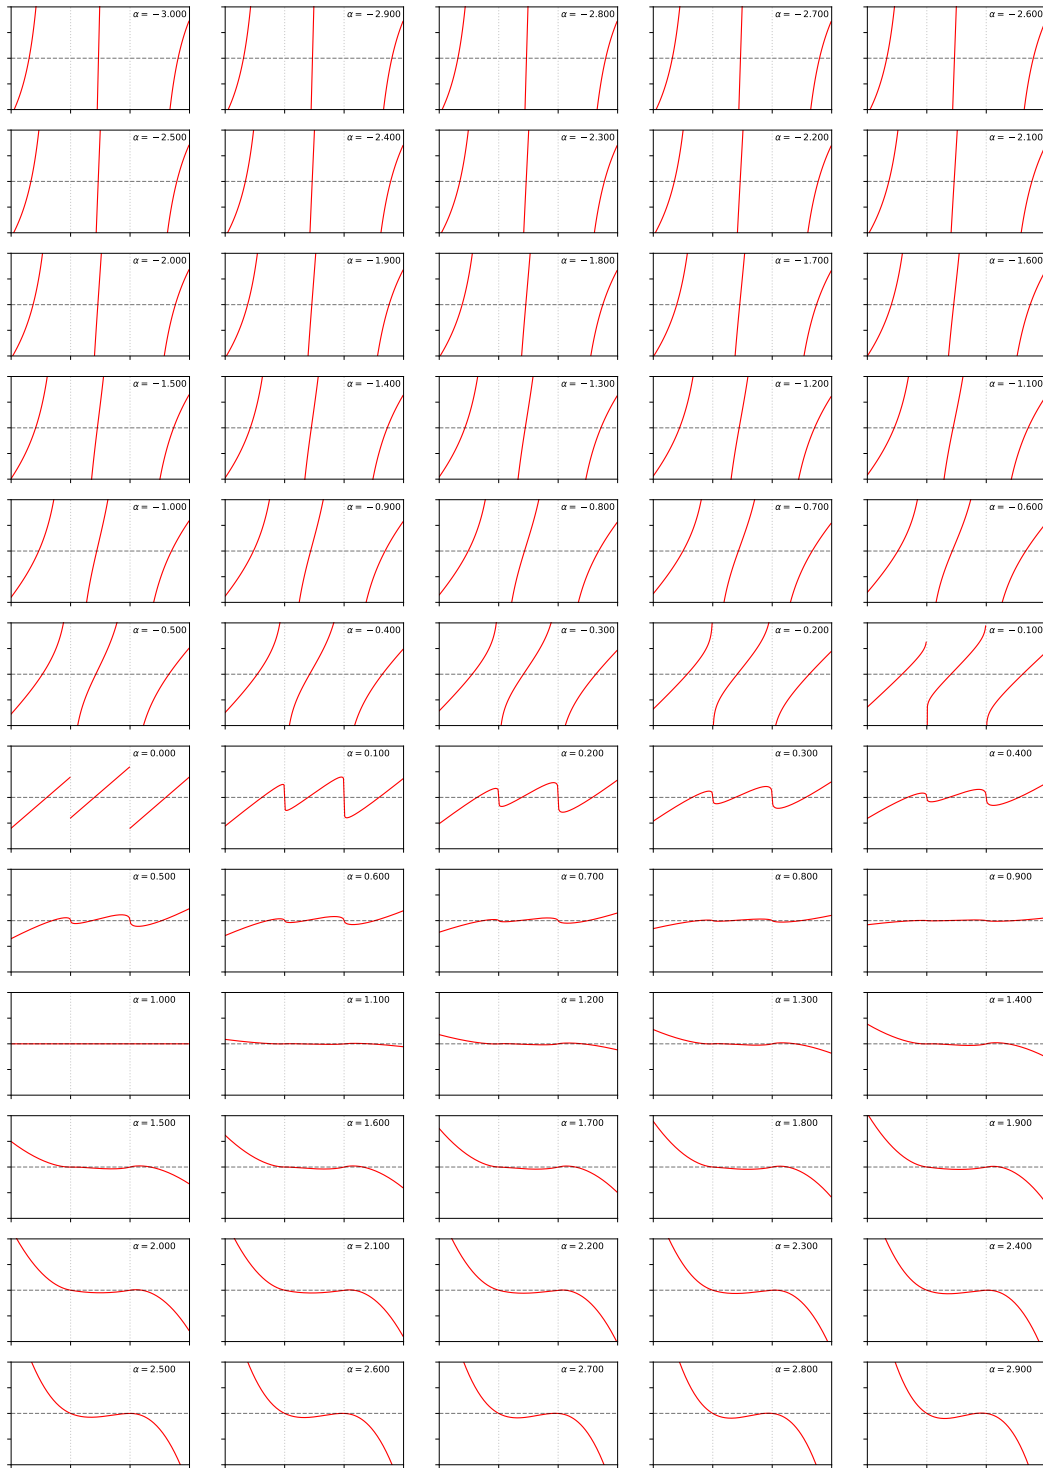 α = −3.000 α = −2.900 α = −2.800 α = −2.700 α = −2.600
α = −2.500 α = −2.400 α = −2.300 α = −2.200 α = −2.100
α = −2.000 α = −1.900 α = −1.800 α = −1.700 α = −1.600
α = −1.500 α = −1.400 α = −1.300 α = −1.200 α = −1.100
α = −1.000 α = −0.900 α = −0.800 α = −0.700 α = −0.600
α = −0.500 α = −0.400 α = −0.300 α = −0.200 α = −0.100
α = 0.000 α = 0.100 α = 0.200 α = 0.300 α = 0.400
α = 0.500 α = 0.600 α = 0.700 α = 0.800 α = 0.900
α = 1.000 α = 1.100 α = 1.200 α = 1.300 α = 1.400
α = 1.500 α = 1.600 α = 1.700 α = 1.800 α = 1.900
α = 2.000 α = 2.100 α = 2.200 α = 2.300 α = 2.400
α = 2.500 α = 2.600 α = 2.700 α = 2.800 α = 2.900